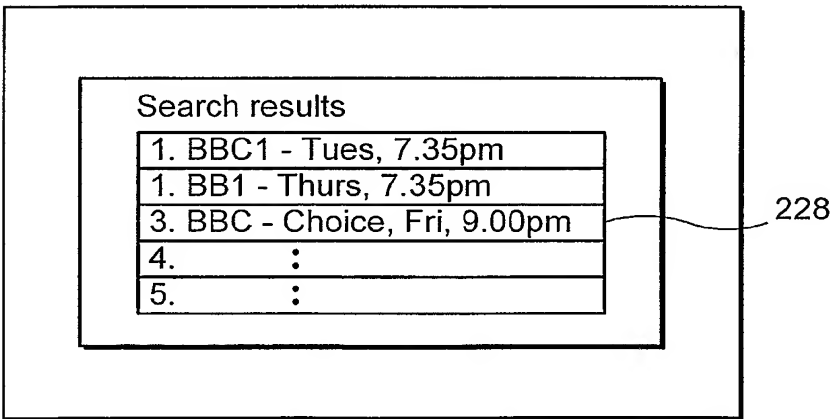 Search results
1. BBC1 - Tues, 7.35pm
1. BB1 - Thurs, 7.35pm
3. BBC - Choice, Fri, 9.00pm
228
4. :
5. :